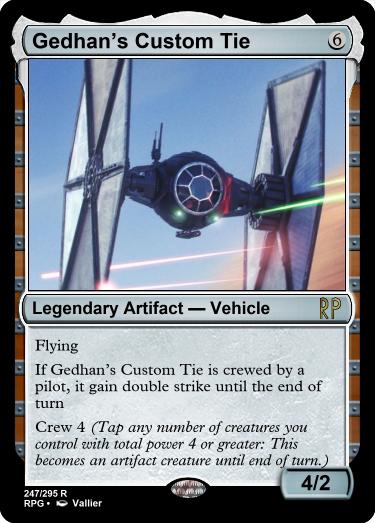 Gedhan's Custom Tie 6
Legendary Artifact — Vehicle RP
Flying
If Gedhan's Custom Tie is crewed by a
pilot, it gain double strike until the end of
turn
Crew 4 (Tap any number of creatures you
control with total power 4 or greater: This
becomes an artifact creature until end of turn.)
4/2
247/295 R
RPG • Vallier